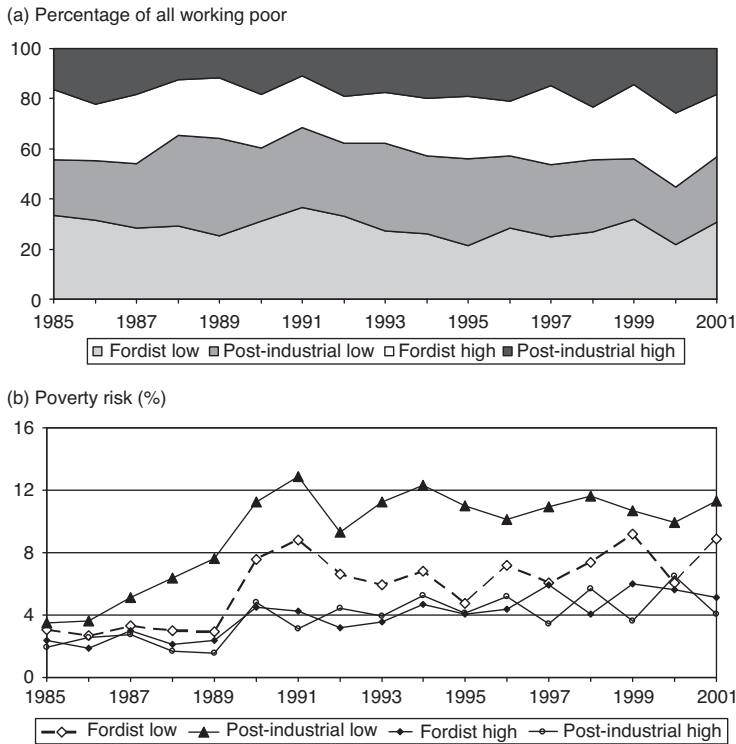 (a) Percentage of all working poor
100
80
60
40
20
0
1985 1987 1989 1991 1993 1995 1997 1999 2001
Fordist low Post-industrial low Fordist high Post-industrial high
(b) Poverty risk (%)
16
12
8
4
0
1985 1987 1989 1991 1993 1995 1997 1999 2001
Fordist low Post-industrial low Fordist high Post-industrial high